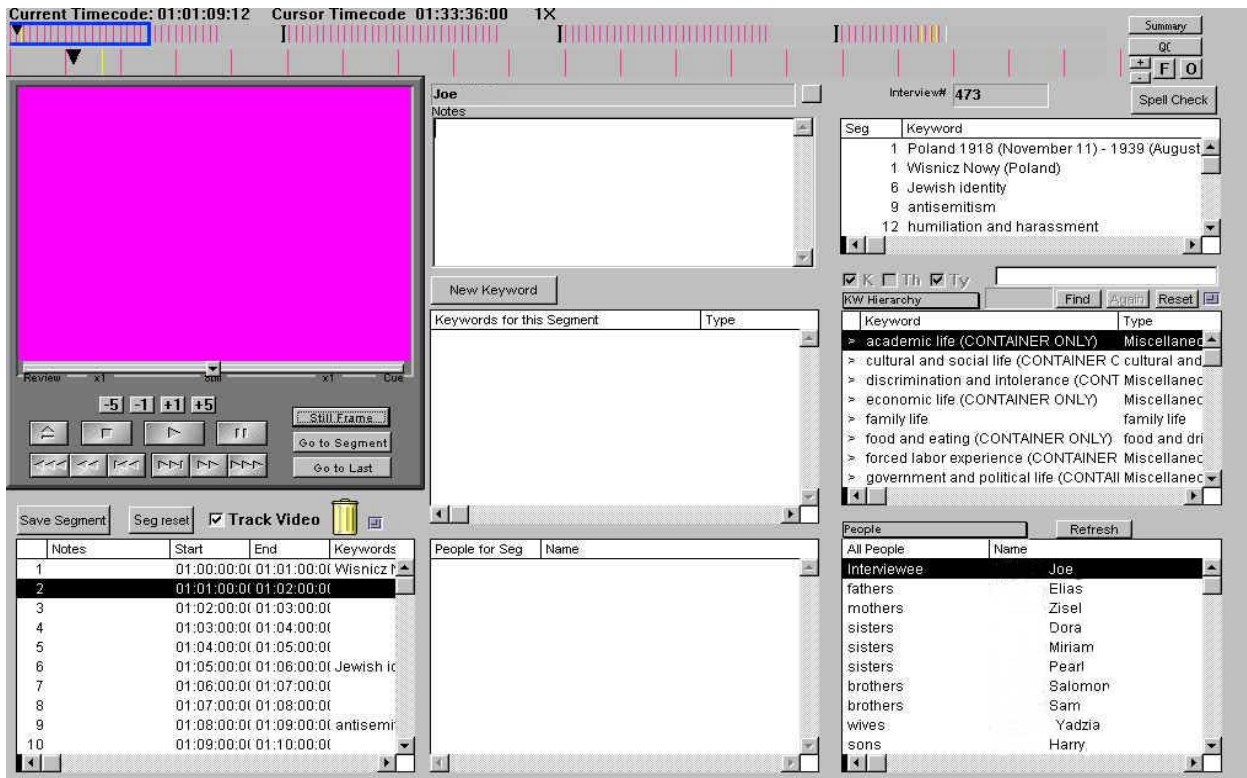 Current Timecode: 01:01:09:12 Cursor Timecode 01:33:36:00 1X
Summary
QC
+ - F O
Spell Check
Joe
Interview# 473
Notes
Seg Keyword
1 Poland 1918 (November 11) - 1939 (August
1 Wisnicz Nowy (Poland)
6 Jewish identity
9 antisemitism
12 humiliation and harassment
New Keyword
K Th Ty
KW Hierarchy Find Again Reset
Keywords for this Segment Type
Keyword Type
> academic life (CONTAINER ONLY) Miscellanec
> cultural and social life (CONTAINER C cultural and
> discrimination and intolerance (CONT Miscellanec
> economic life (CONTAINER ONLY) Miscellanec
> family life family life
> food and eating (CONTAINER ONLY) food and dri
> forced labor experience (CONTAINER Miscellanec
> government and political life (CONTAII Miscellanec
Review x1 Still x1 Cue
-5 -1 +1 +5
Still Frame
Go to Segment
Go to Last
Save Segment Seg reset Track Video
Notes Start End Keywords
1 01:00:00:0( 01:01:00:0( Wisnicz N
2 01:01:00:0( 01:02:00:0(
3 01:02:00:0( 01:03:00:0(
4 01:03:00:0( 01:04:00:0(
5 01:04:00:0( 01:05:00:0(
6 01:05:00:0( 01:06:00:0( Jewish ic
7 01:06:00:0( 01:07:00:0(
8 01:07:00:0( 01:08:00:0(
9 01:08:00:0( 01:09:00:0( antisemi
10 01:09:00:0( 01:10:00:0(
People for Seg Name
People Refresh
All People Name
Interviewee Joe
fathers Elias
mothers Zisel
sisters Dora
sisters Miriam
sisters Pearl
brothers Salomon
brothers Sam
wives Yadzia
sons Harry